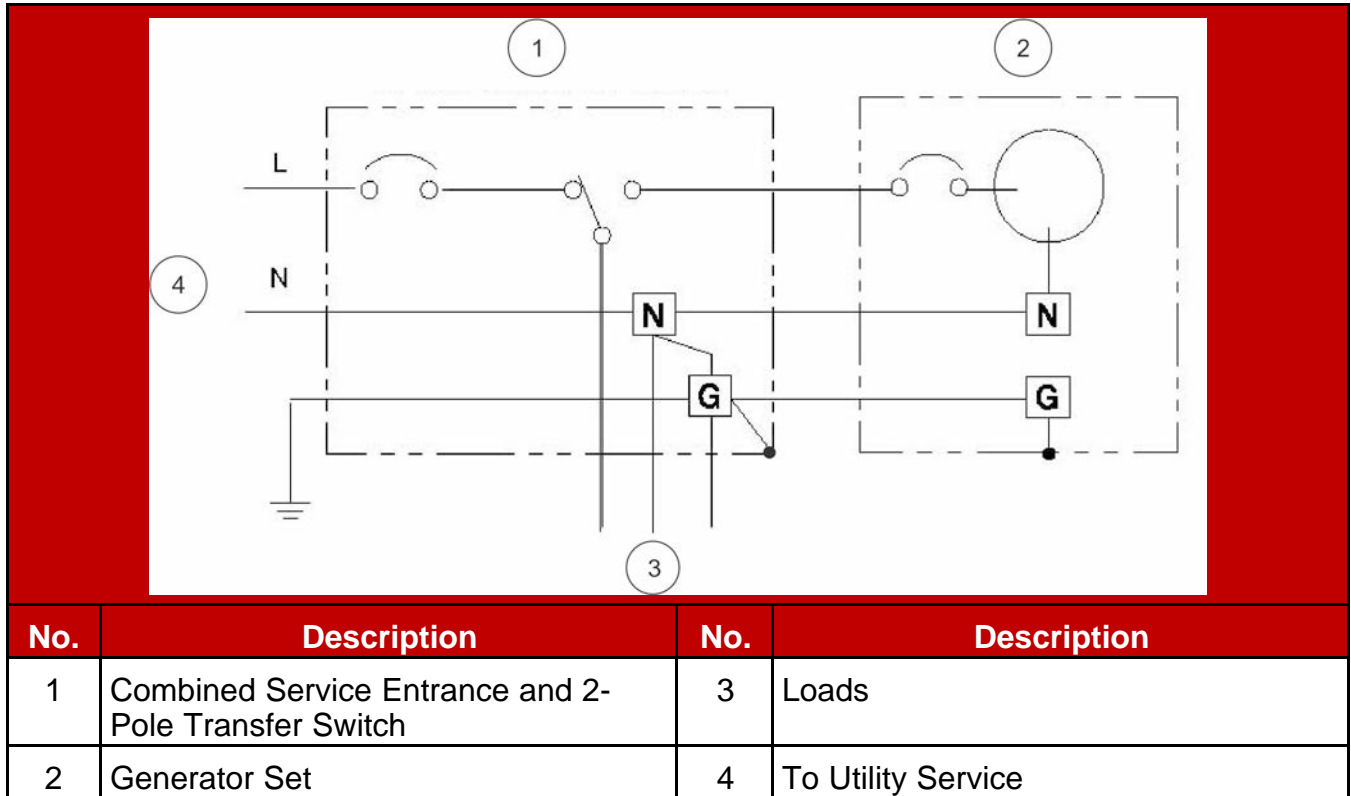 1
2
L
4
N
N
N
G
G
3
No. Description No. Description
1 Combined Service Entrance and 2-
Pole Transfer Switch
3 Loads
2 Generator Set 4 To Utility Service